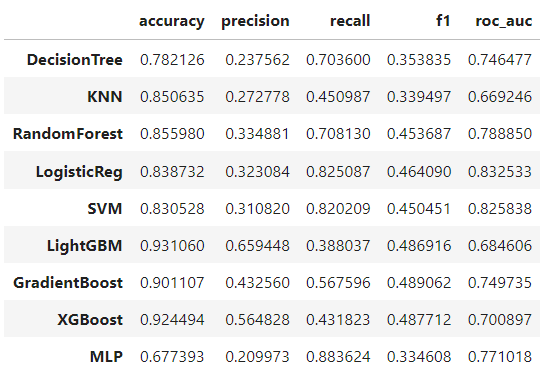 accuracy precision recall f1 roc_auc
DecisionTree 0.782126 0.237562 0.703600 0.353835 0.746477
KNN 0.850635 0.272778 0.450987 0.339497 0.669246
RandomForest 0.855980 0.334881 0.708130 0.453687 0.788850
LogisticReg 0.838732 0.323084 0.825087 0.464090 0.832533
SVM 0.830528 0.310820 0.820209 0.450451 0.825838
LightGBM 0.931060 0.659448 0.388037 0.486916 0.684606
GradientBoost 0.901107 0.432560 0.567596 0.489062 0.749735
XGBoost 0.924494 0.564828 0.431823 0.487712 0.700897
MLP 0.677393 0.209973 0.883624 0.334608 0.771018